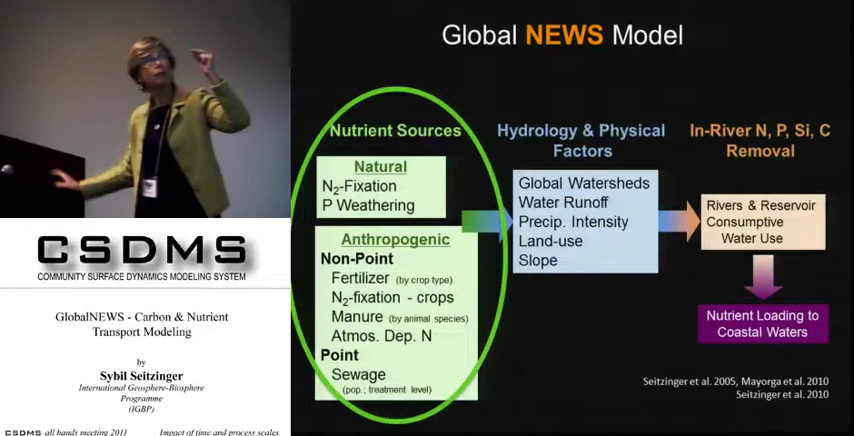 CSDMS
COMMUNITY SURFACE DYNAMICS MODELING SYSTEM
GlobalNEWS - Carbon & Nutrient
Transport Modeling
by
Sybil Seitzinger
International Geosphere-Biosphere
Programme
(IGBP)
CSDMS all hands meeting 2011
Impact of time and process scales
Global NEWS Model
Nutrient Sources
Natural
N2-Fixation
P Weathering
Anthropogenic
Non-Point
Fertilizer (by crop type)
N2-fixation - crops
Manure (by animal species)
Atmos. Dep. N
Point
Sewage
(pop.; treatment level)
Hydrology & Physical
Factors
Global Watersheds
Water Runoff
Precip. Intensity
Land-use
Slope
In-River N, P, Si, C
Removal
Rivers & Reservoir
Consumptive
Water Use
Nutrient Loading to
Coastal Waters
Seitzinger et al. 2005, Mayorga et al. 2010
Seitzinger et al. 2010